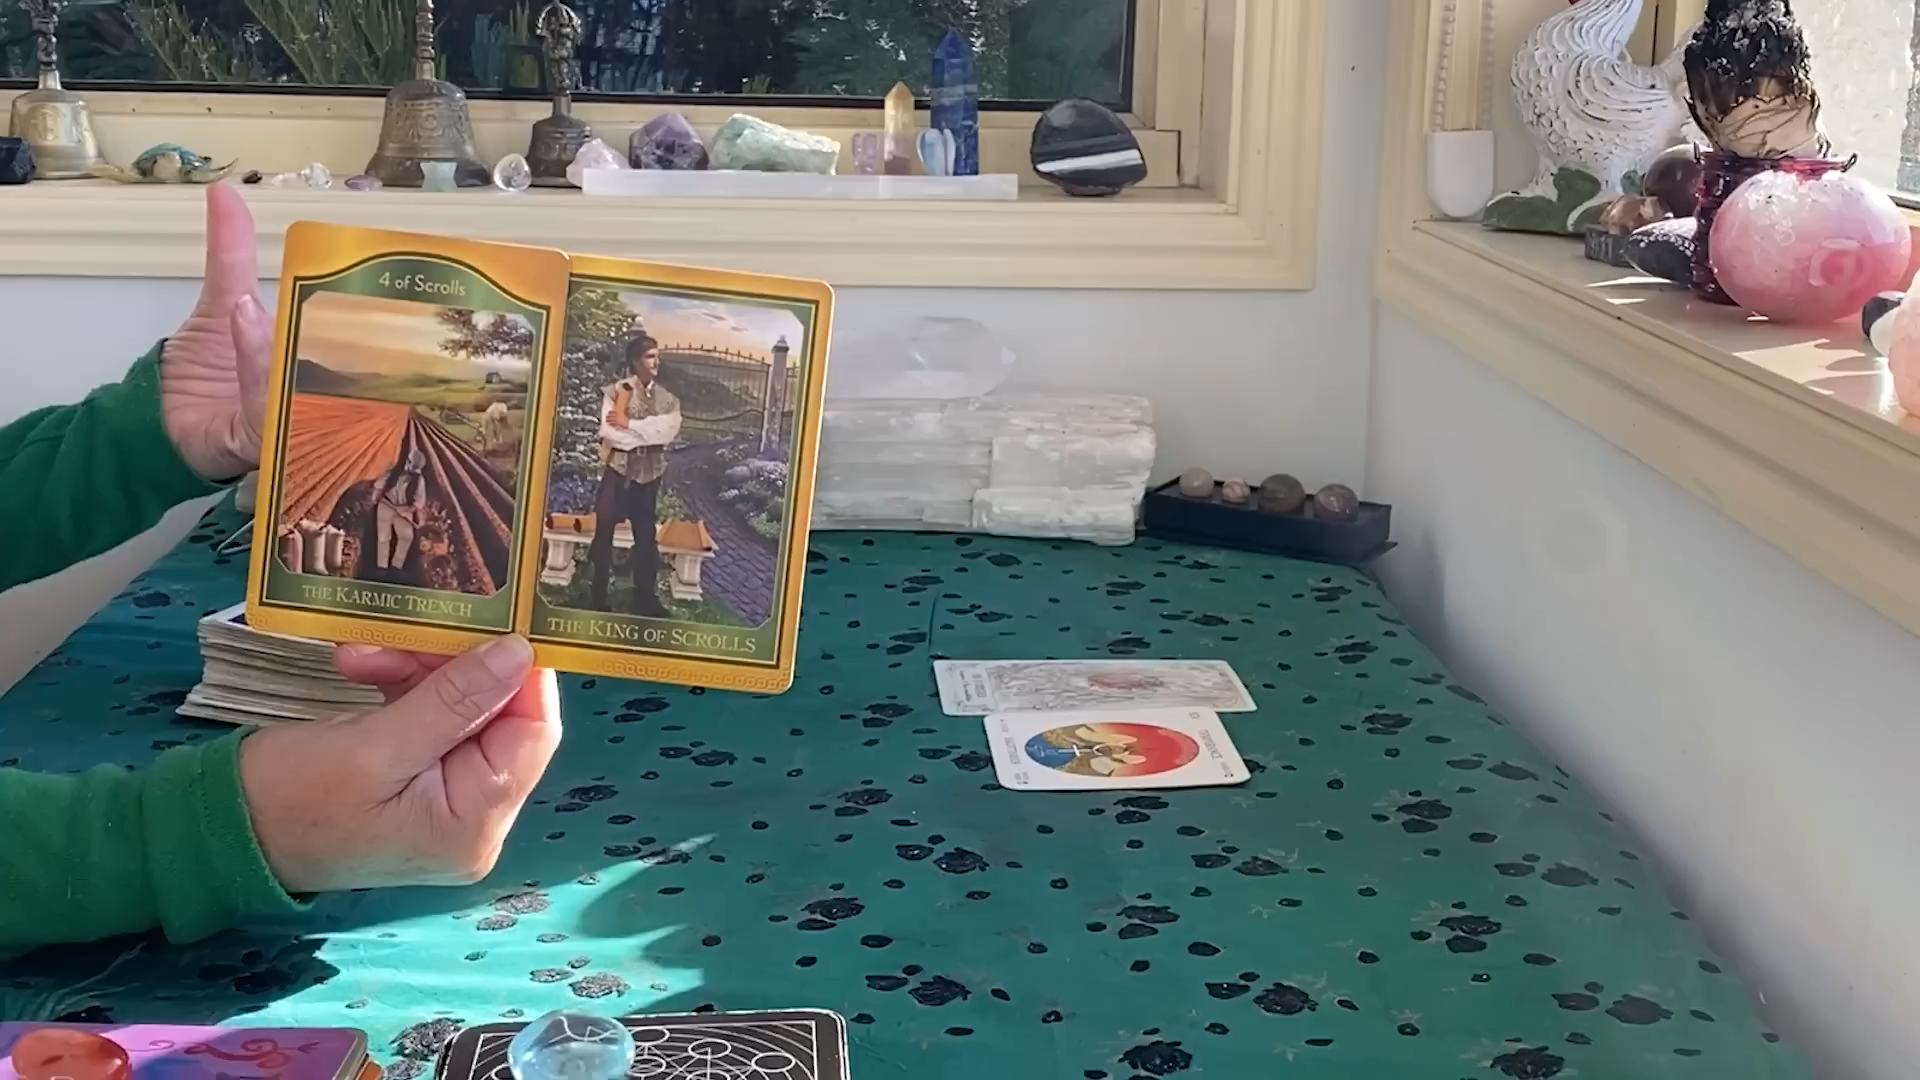 4 of Scrolls
THE KARMIC TRENCH
THE KING OF SCROLLS